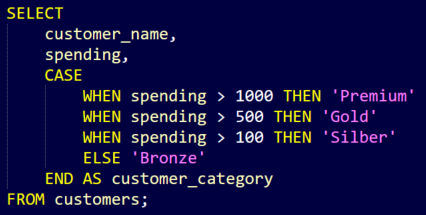 SELECT
    customer_name,
    spending,
    CASE
        WHEN spending > 1000 THEN 'Premium'
        WHEN spending > 500 THEN 'Gold'
        WHEN spending > 100 THEN 'Silber'
        ELSE 'Bronze'
    END AS customer_category
FROM customers;